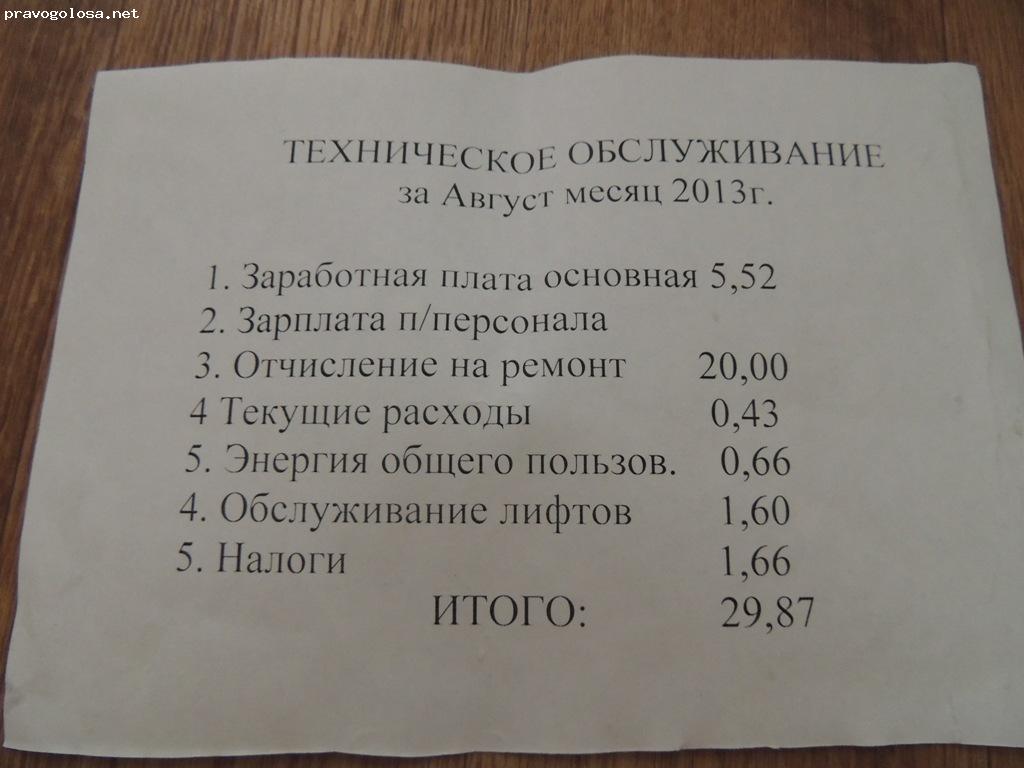 pravogolosa.net
ТЕХНИЧЕСКОЕ ОБСЛУЖИВАНИЕ
за Август месяц 2013г.
1. Заработная плата основная 5,52
2. Зарплата п/персонала
3. Отчисление на ремонт 20,00
4 Текущие расходы 0,43
5. Энергия общего пользов. 0,66
4. Обслуживание лифтов 1,60
5. Налоги 1,66
ИТОГО: 29,87